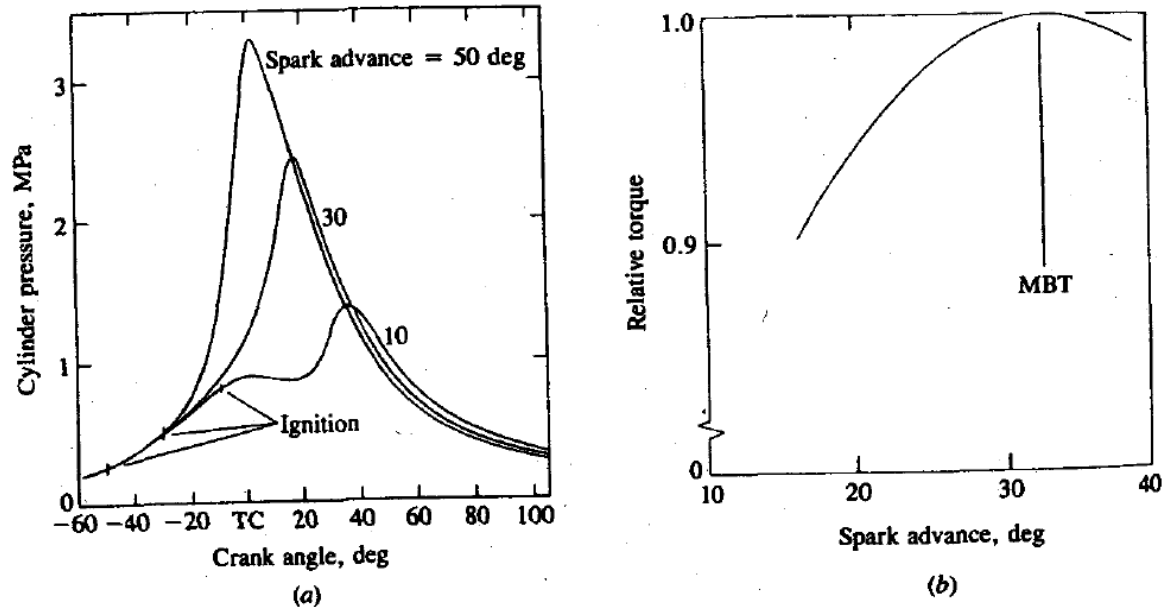 Spark advance = 50 deg
3
2
1
0
Cylinder pressure, MPa
30
10
Ignition
−60 −40 −20 TC 20 40 60 80 100
Crank angle, deg
(a)
1.0
0.9
0
Relative torque
MBT
10 20 30 40
Spark advance, deg
(b)